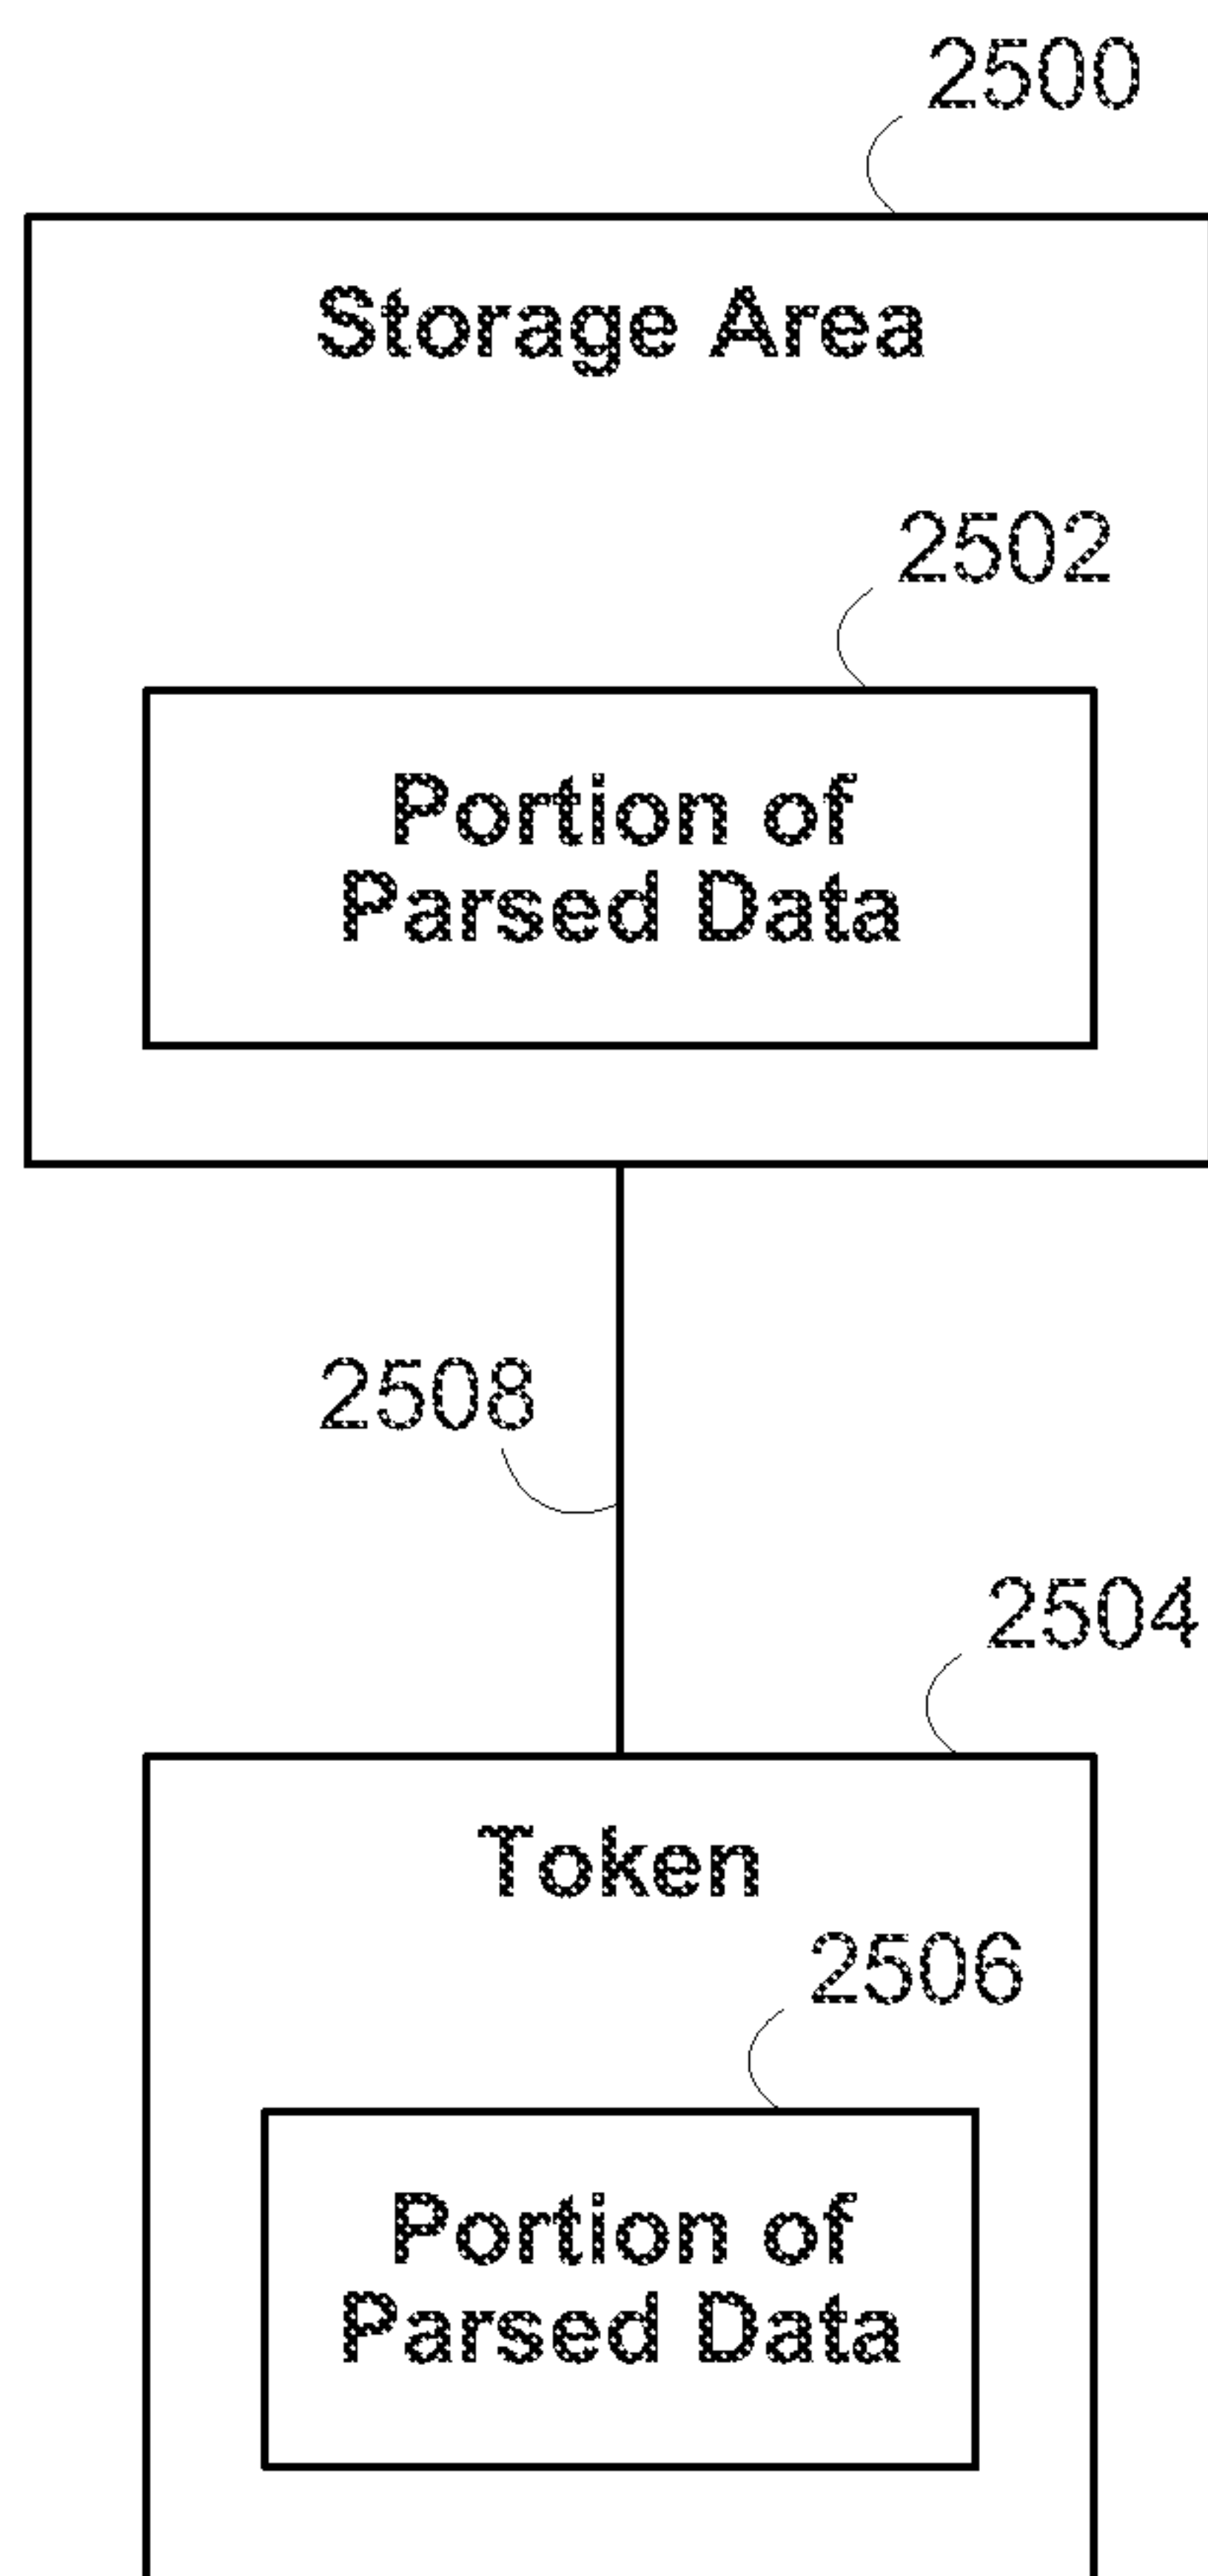 2500
Storage Area
2502
Portion of
Parsed Data
2508
2504
Token
2506
Portion of
Parsed Data